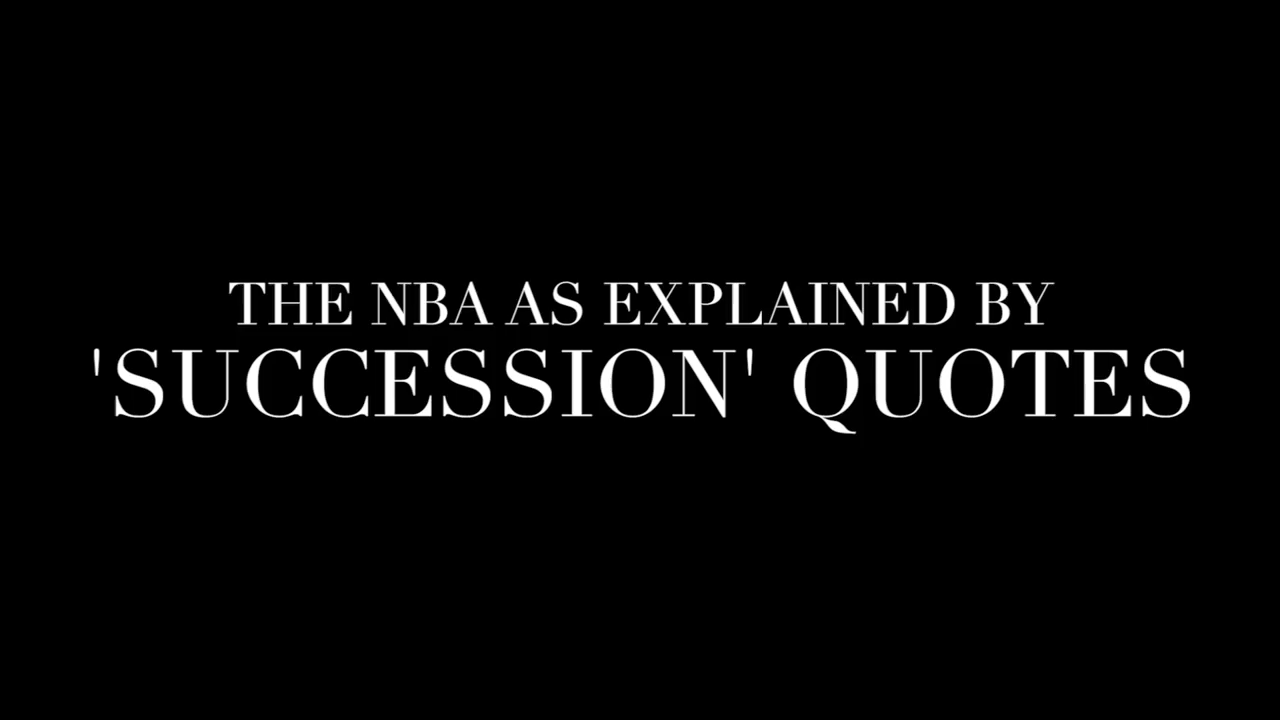 THE NBA AS EXPLAINED BY
'SUCCESSION' QUOTES